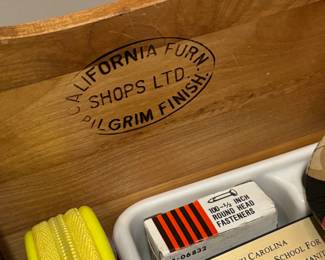 CALIFORNIA FURN.
SHOPS LTD.
PILGRIM FINISH.
100-½ INCH
ROUND HEAD
FASTENERS
CAROLINA
SCHOOL FOR